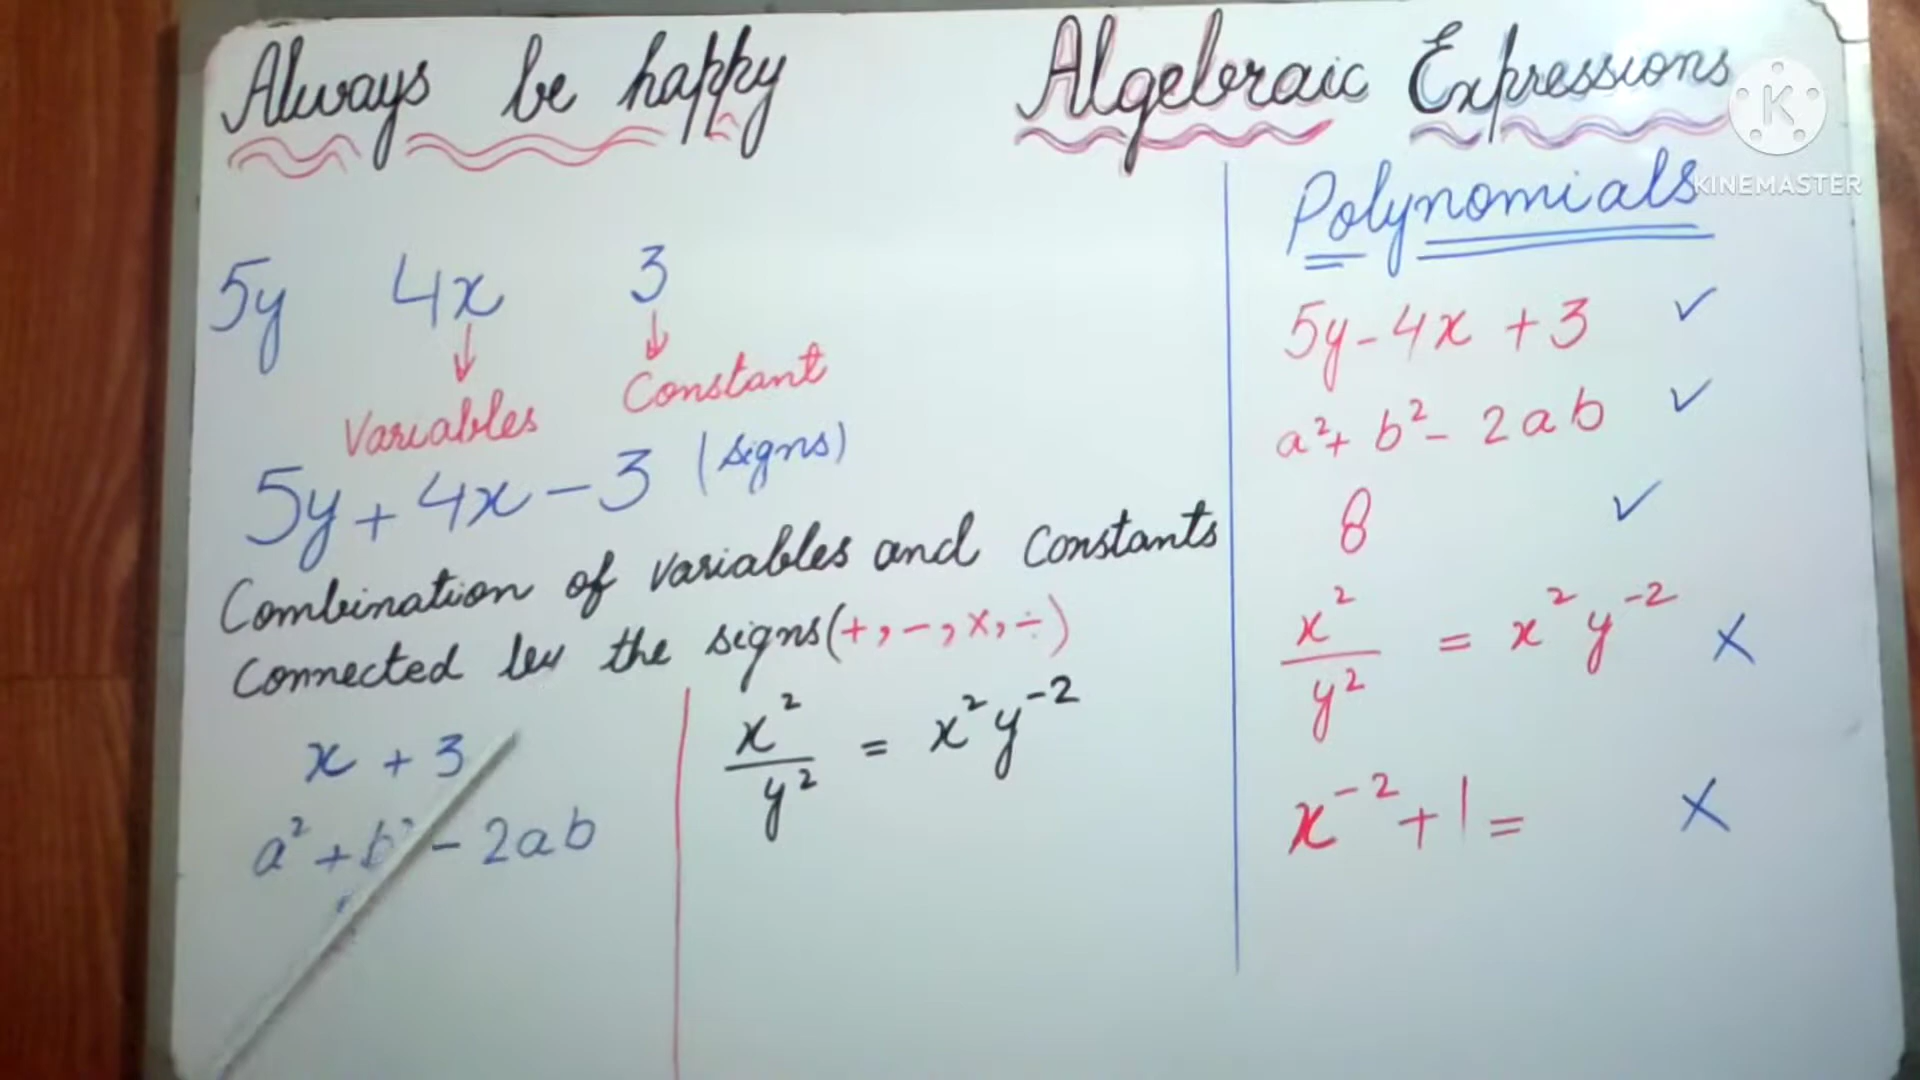 Always be happy
Algebraic Expressions
K
KINEMASTER
5y 4x 3
Variables Constant
5y + 4x - 3 (signs)
Combination of variables and constants
connected by the signs (+, -, ×, ÷)
x + 3
a² + b² - 2ab
x²/y² = x²y⁻²
Polynomials
5y - 4x + 3 ✓
a² + b² - 2ab ✓
8 ✓
x²/y² = x²y⁻² ✗
x⁻² + 1 = ✗